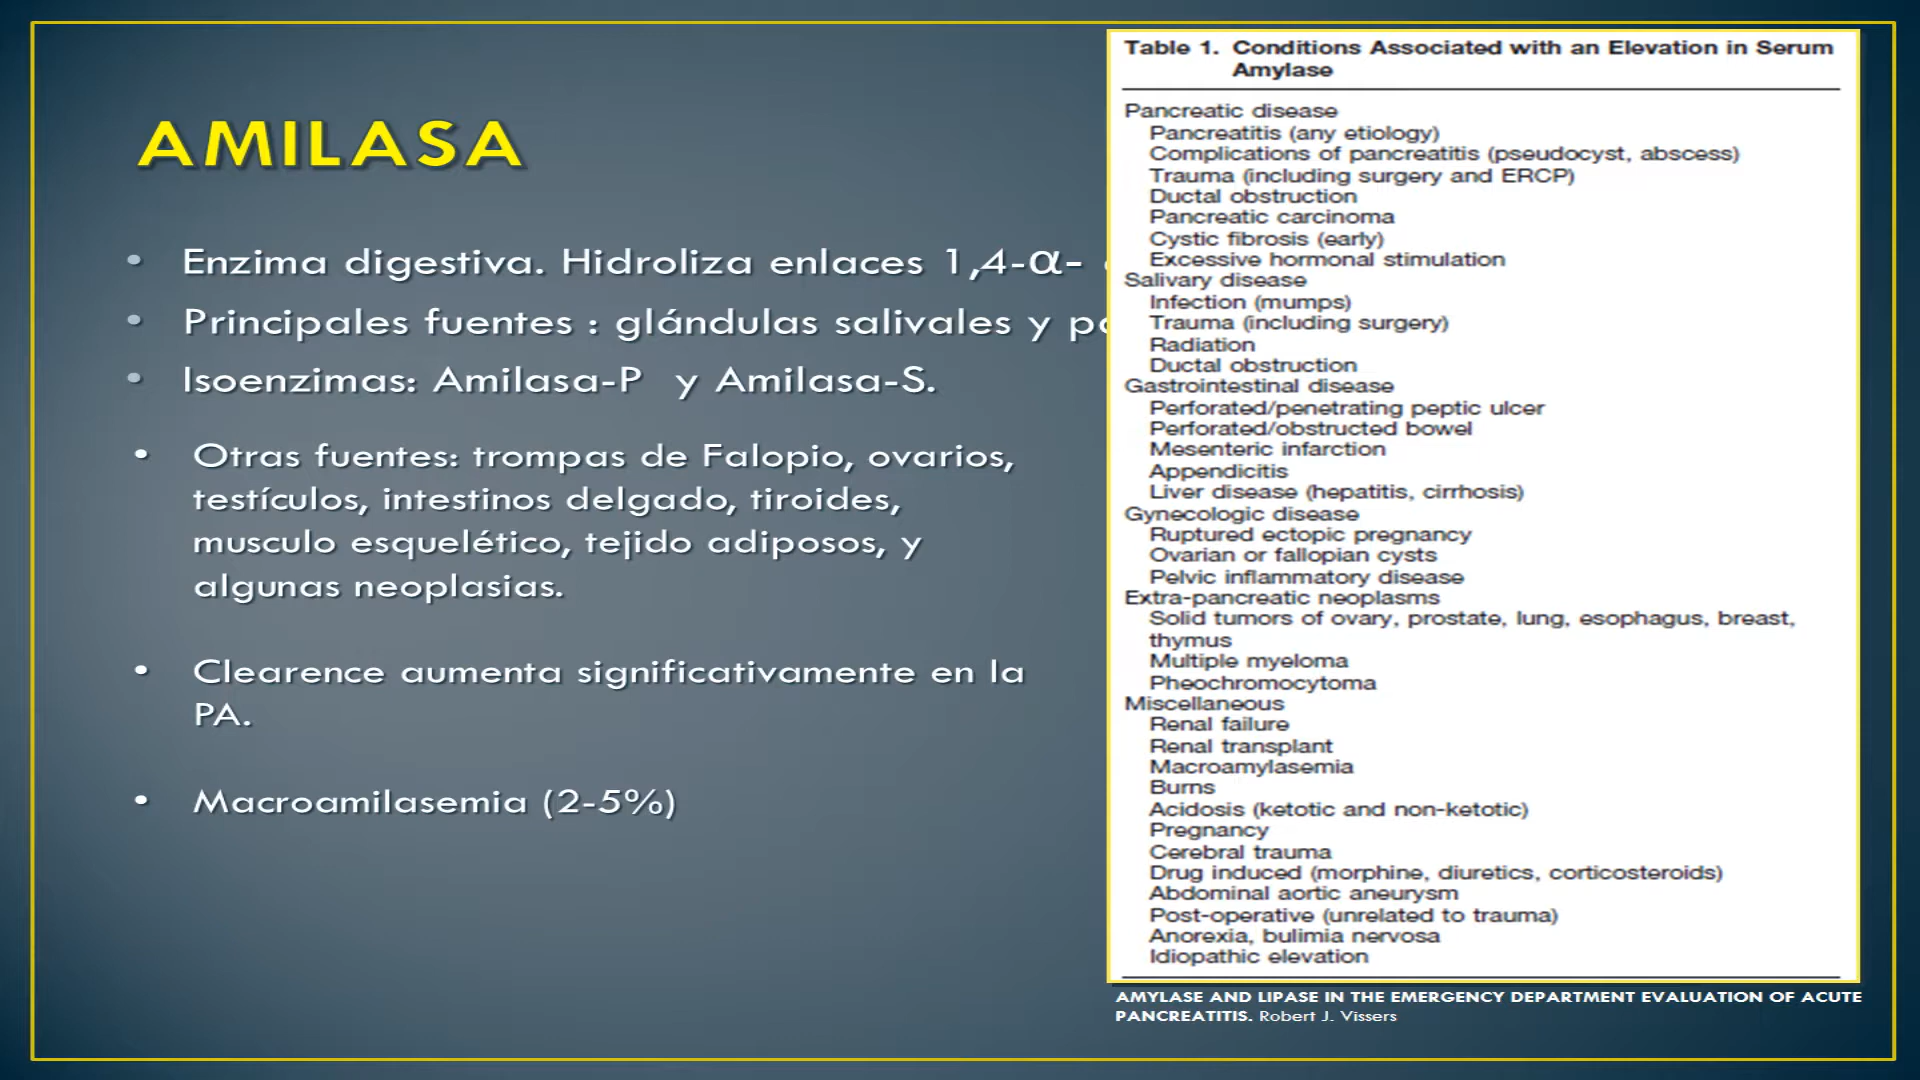 AMILASA
• Enzima digestiva. Hidroliza enlaces 1,4-α-
• Principales fuentes : glándulas salivales y
• Isoenzimas: Amilasa-P y Amilasa-S.
• Otras fuentes: trompas de Falopio, ovarios,
testículos, intestinos delgado, tiroides,
musculo esquelético, tejido adiposos, y
algunas neoplasias.
• Clearence aumenta significativamente en la
PA.
• Macroamilasemia (2-5%)
Table 1. Conditions Associated with an Elevation in Serum
Amylase
Pancreatic disease
Pancreatitis (any etiology)
Complications of pancreatitis (pseudocyst, abscess)
Trauma (including surgery and ERCP)
Ductal obstruction
Pancreatic carcinoma
Cystic fibrosis (early)
Excessive hormonal stimulation
Salivary disease
Infection (mumps)
Trauma (including surgery)
Radiation
Ductal obstruction
Gastrointestinal disease
Perforated/penetrating peptic ulcer
Perforated/obstructed bowel
Mesenteric infarction
Appendicitis
Liver disease (hepatitis, cirrhosis)
Gynecologic disease
Ruptured ectopic pregnancy
Ovarian or fallopian cysts
Pelvic inflammatory disease
Extra-pancreatic neoplasms
Solid tumors of ovary, prostate, lung, esophagus, breast,
thymus
Multiple myeloma
Pheochromocytoma
Miscellaneous
Renal failure
Renal transplant
Macroamylasemia
Burns
Acidosis (ketotic and non-ketotic)
Pregnancy
Cerebral trauma
Drug induced (morphine, diuretics, corticosteroids)
Abdominal aortic aneurysm
Post-operative (unrelated to trauma)
Anorexia, bulimia nervosa
Idiopathic elevation
AMYLASE AND LIPASE IN THE EMERGENCY DEPARTMENT EVALUATION OF ACUTE
PANCREATITIS. Robert J. Vissers